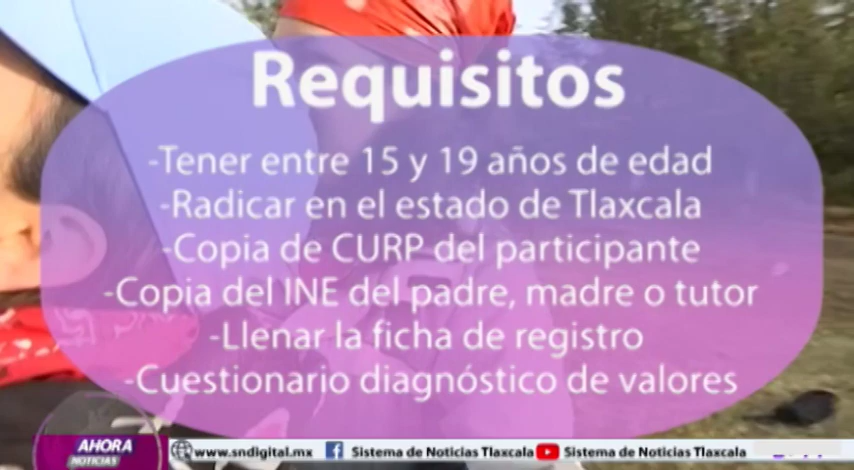 Requisitos
-Tener entre 15 y 19 años de edad
-Radicar en el estado de Tlaxcala
-Copia de CURP del participante
-Copia del INE del padre, madre o tutor
-Llenar la ficha de registro
-Cuestionario diagnóstico de valores
AHORA
NOTICIAS
www.sndigital.mx Sistema de Noticias Tlaxcala Sistema de Noticias Tlaxcala